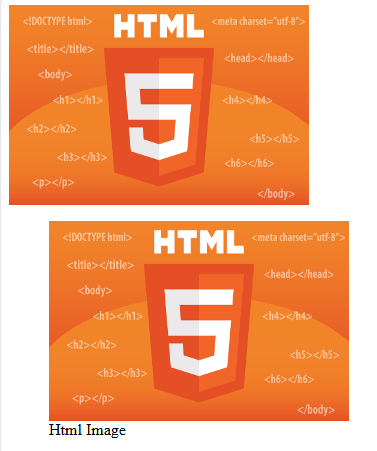 HTML
<!DOCTYPE html>
<meta charset="utf-8">
<title></title>
<head></head>
<body>
<h1></h1>
<h4></h4>
<h2></h2>
<h5></h5>
<h3></h3>
<h6></h6>
<p></p>
</body>
5
HTML
<!DOCTYPE html>
<meta charset="utf-8">
<title></title>
<head></head>
<body>
<h1></h1>
<h4></h4>
<h2></h2>
<h5></h5>
<h3></h3>
<h6></h6>
<p></p>
</body>
5
Html Image